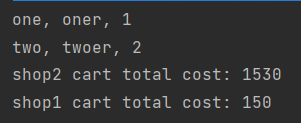 one, oner, 1
two, twoer, 2
shop2 cart total cost: 1530
shop1 cart total cost: 150